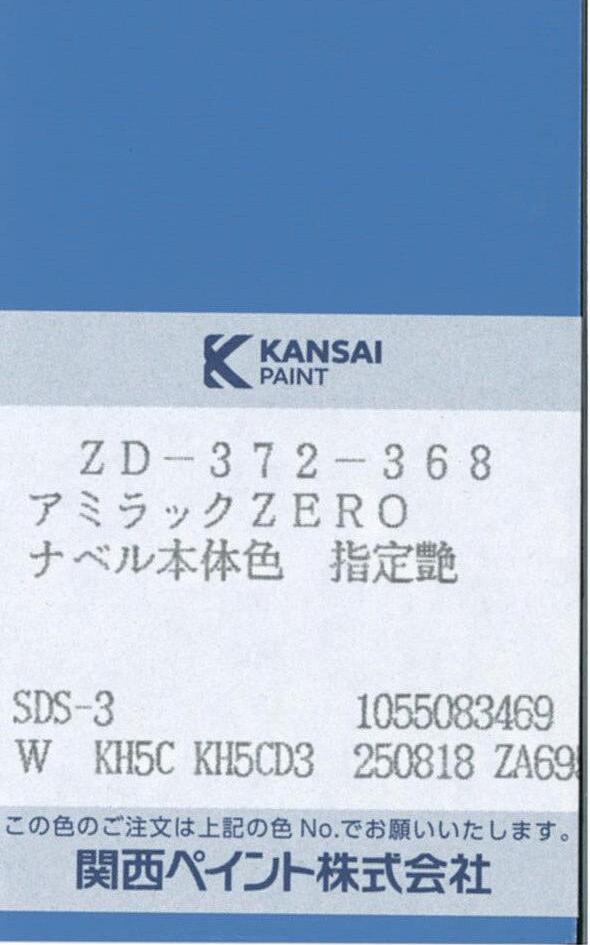 KANSAI
PAINT
ZD-372-368
アミラックZERO
ナベル本体色　指定艶
SDS-3 1055083469
W KH5C KH5CD3 250818
この色のご注文は上記の色No.でお願いいたします。
関西ペイント株式会社